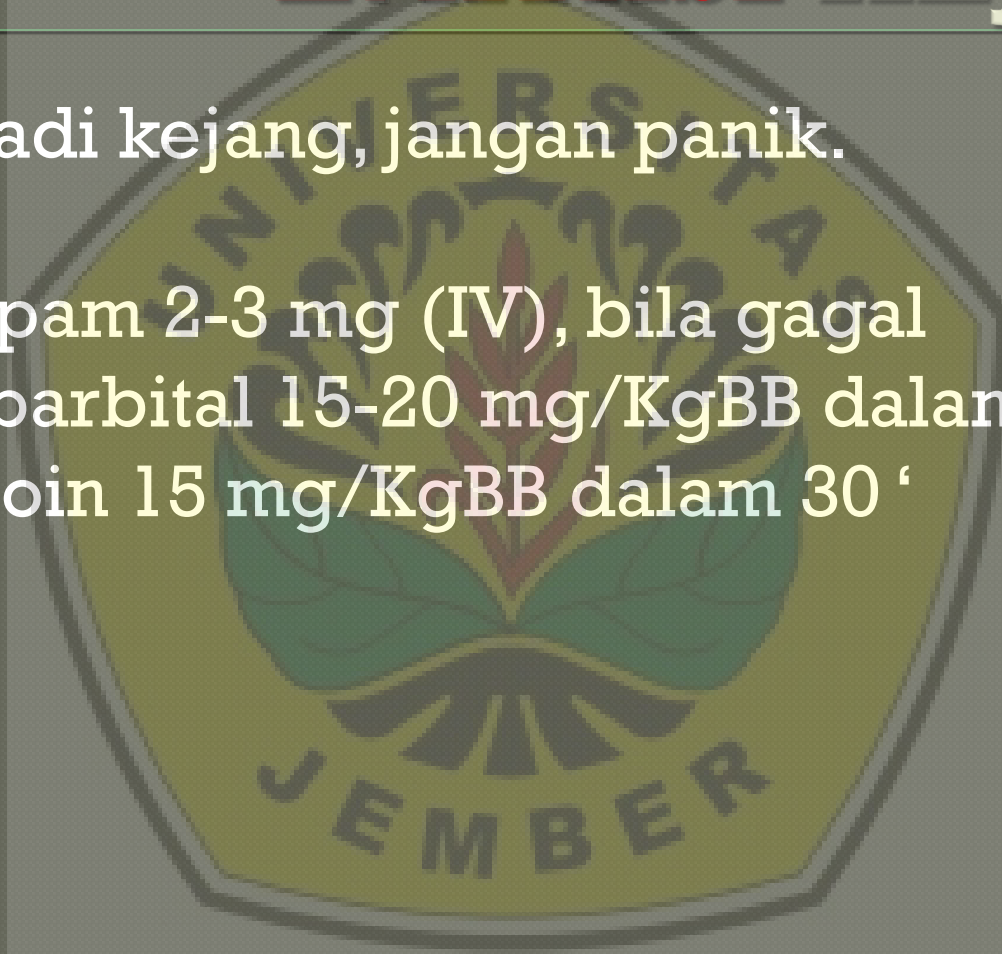 adi kejang, jangan panik.
pam 2-3 mg (IV), bila gagal
barbital 15-20 mg/KgBB dalam
oin 15 mg/KgBB dalam 30 ‘
UNIVERSITAS
JEMBER